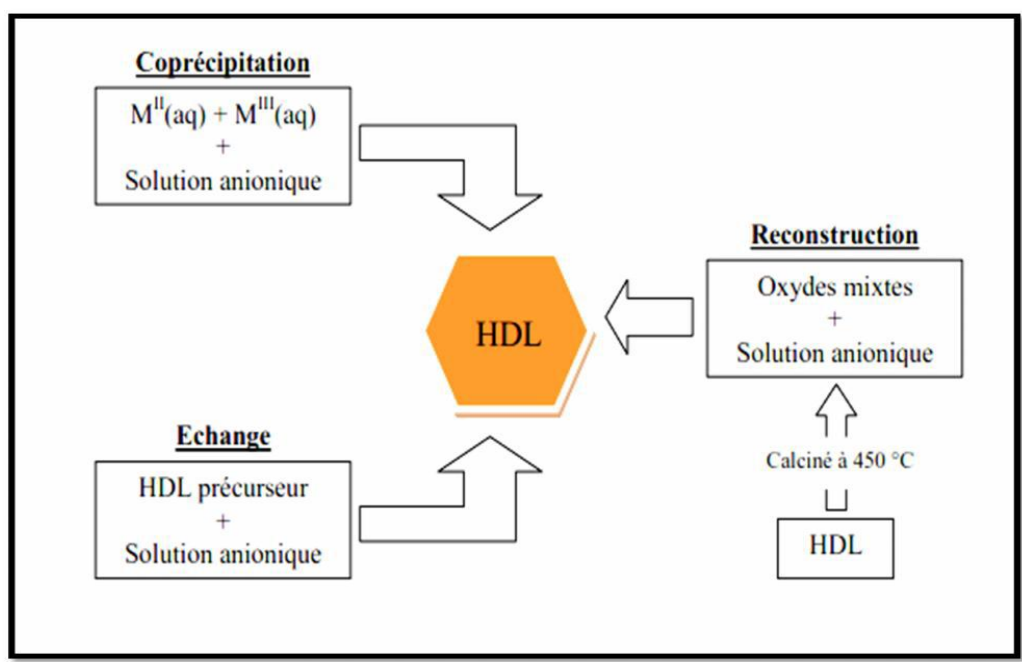 Coprécipitation
M^II(aq) + M^III(aq)
+
Solution anionique
HDL
Reconstruction
Oxydes mixtes
+
Solution anionique
Calciné à 450 °C
HDL
Echange
HDL précurseur
+
Solution anionique